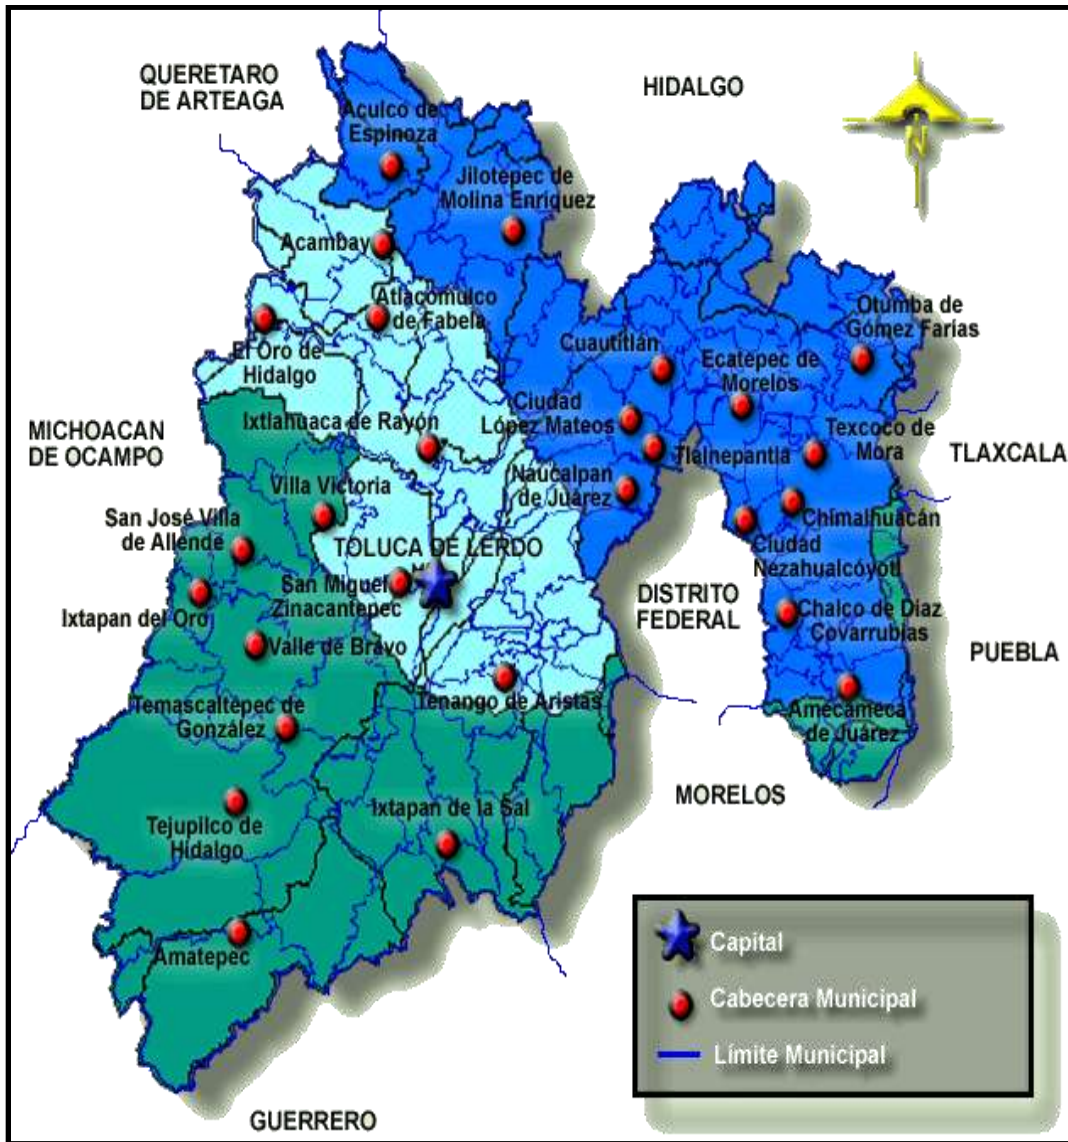 QUERETARO
DE ARTEAGA
HIDALGO
Aculco de
Espinoza
Jilotepec de
Molina Enríquez
N
Acambay
Atlacomulco
de Fabela
El Oro de
Hidalgo
Otumba de
Gómez Farías
Cuautitlán
Ecatepec de
Morelos
MICHOACAN
DE OCAMPO
Ixtlahuaca de Rayón
Ciudad
López Mateos
Tlalnepantla
Texcoco de
Mora
TLAXCALA
Naucalpan
de Juárez
Villa Victoria
San José Villa
de Allende
TOLUCA DE LERDO
Chimalhuacán
Ciudad
Nezahualcóyotl
San Miguel
Zinacantepec
DISTRITO
FEDERAL
Ixtapan del Oro
Chalco de Díaz
Covarrubias
Valle de Bravo
PUEBLA
Tenango de Aristas
Temascaltepec de
González
Amecameca
de Juárez
MORELOS
Ixtapan de la Sal
Tejupilco de
Hidalgo
Amatepec
GUERRERO
Capital
Cabecera Municipal
Límite Municipal